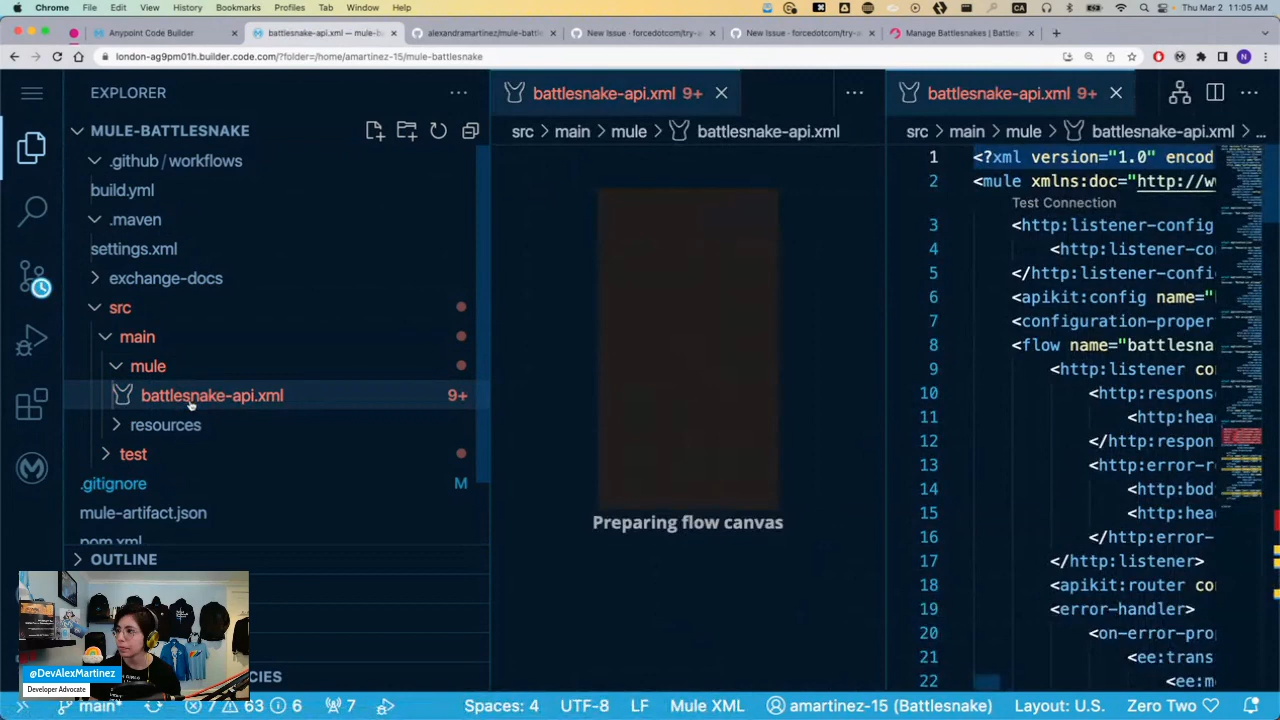 Chrome File Edit View History Bookmarks Profiles Tab Window Help
Thu Mar 2 11:05 AM
Anypoint Code Builder
battlesnake-api.xml — mule-b
alexandramartinez/mule-battles
New Issue · forcedotcom/try-a
New Issue · forcedotcom/try-a
Manage Battlesnakes | Battlesn
london-ag9pm01h.builder.code.com/?folder=/home/amartinez-15/mule-battlesnake
EXPLORER
MULE-BATTLESNAKE
.github / workflows
build.yml
.maven
settings.xml
exchange-docs
src
main
mule
battlesnake-api.xml 9+
resources
test
.gitignore M
mule-artifact.json
pom.xml
OUTLINE
CIES
battlesnake-api.xml 9+
src > main > mule > battlesnake-api.xml
Preparing flow canvas
battlesnake-api.xml 9+
src > main > mule > battlesnake-api.xml > ...
1 <?xml version="1.0" encod
2 <mule xmlns:doc="http://w
Test Connection
3 <http:listener-config
4 <http:listener-co
5 </http:listener-confi
6 <apikit:config name="
7 <configuration-proper
8 <flow name="battlesna
9 <http:listener co
10 <http:respons
11 <http:hea
12 </http:respon
13 <http:error-r
14 <http:bod
15 <http:hea
16 </http:error-
17 </http:listener>
18 <apikit:router co
19 <error-handler>
20 <on-error-pro
21 <ee:trans
22 <ee:m
@DevAlexMartinez
Developer Advocate
main* 7 63 6 7
Spaces: 4 UTF-8 LF Mule XML amartinez-15 (Battlesnake) Layout: U.S. Zero Two